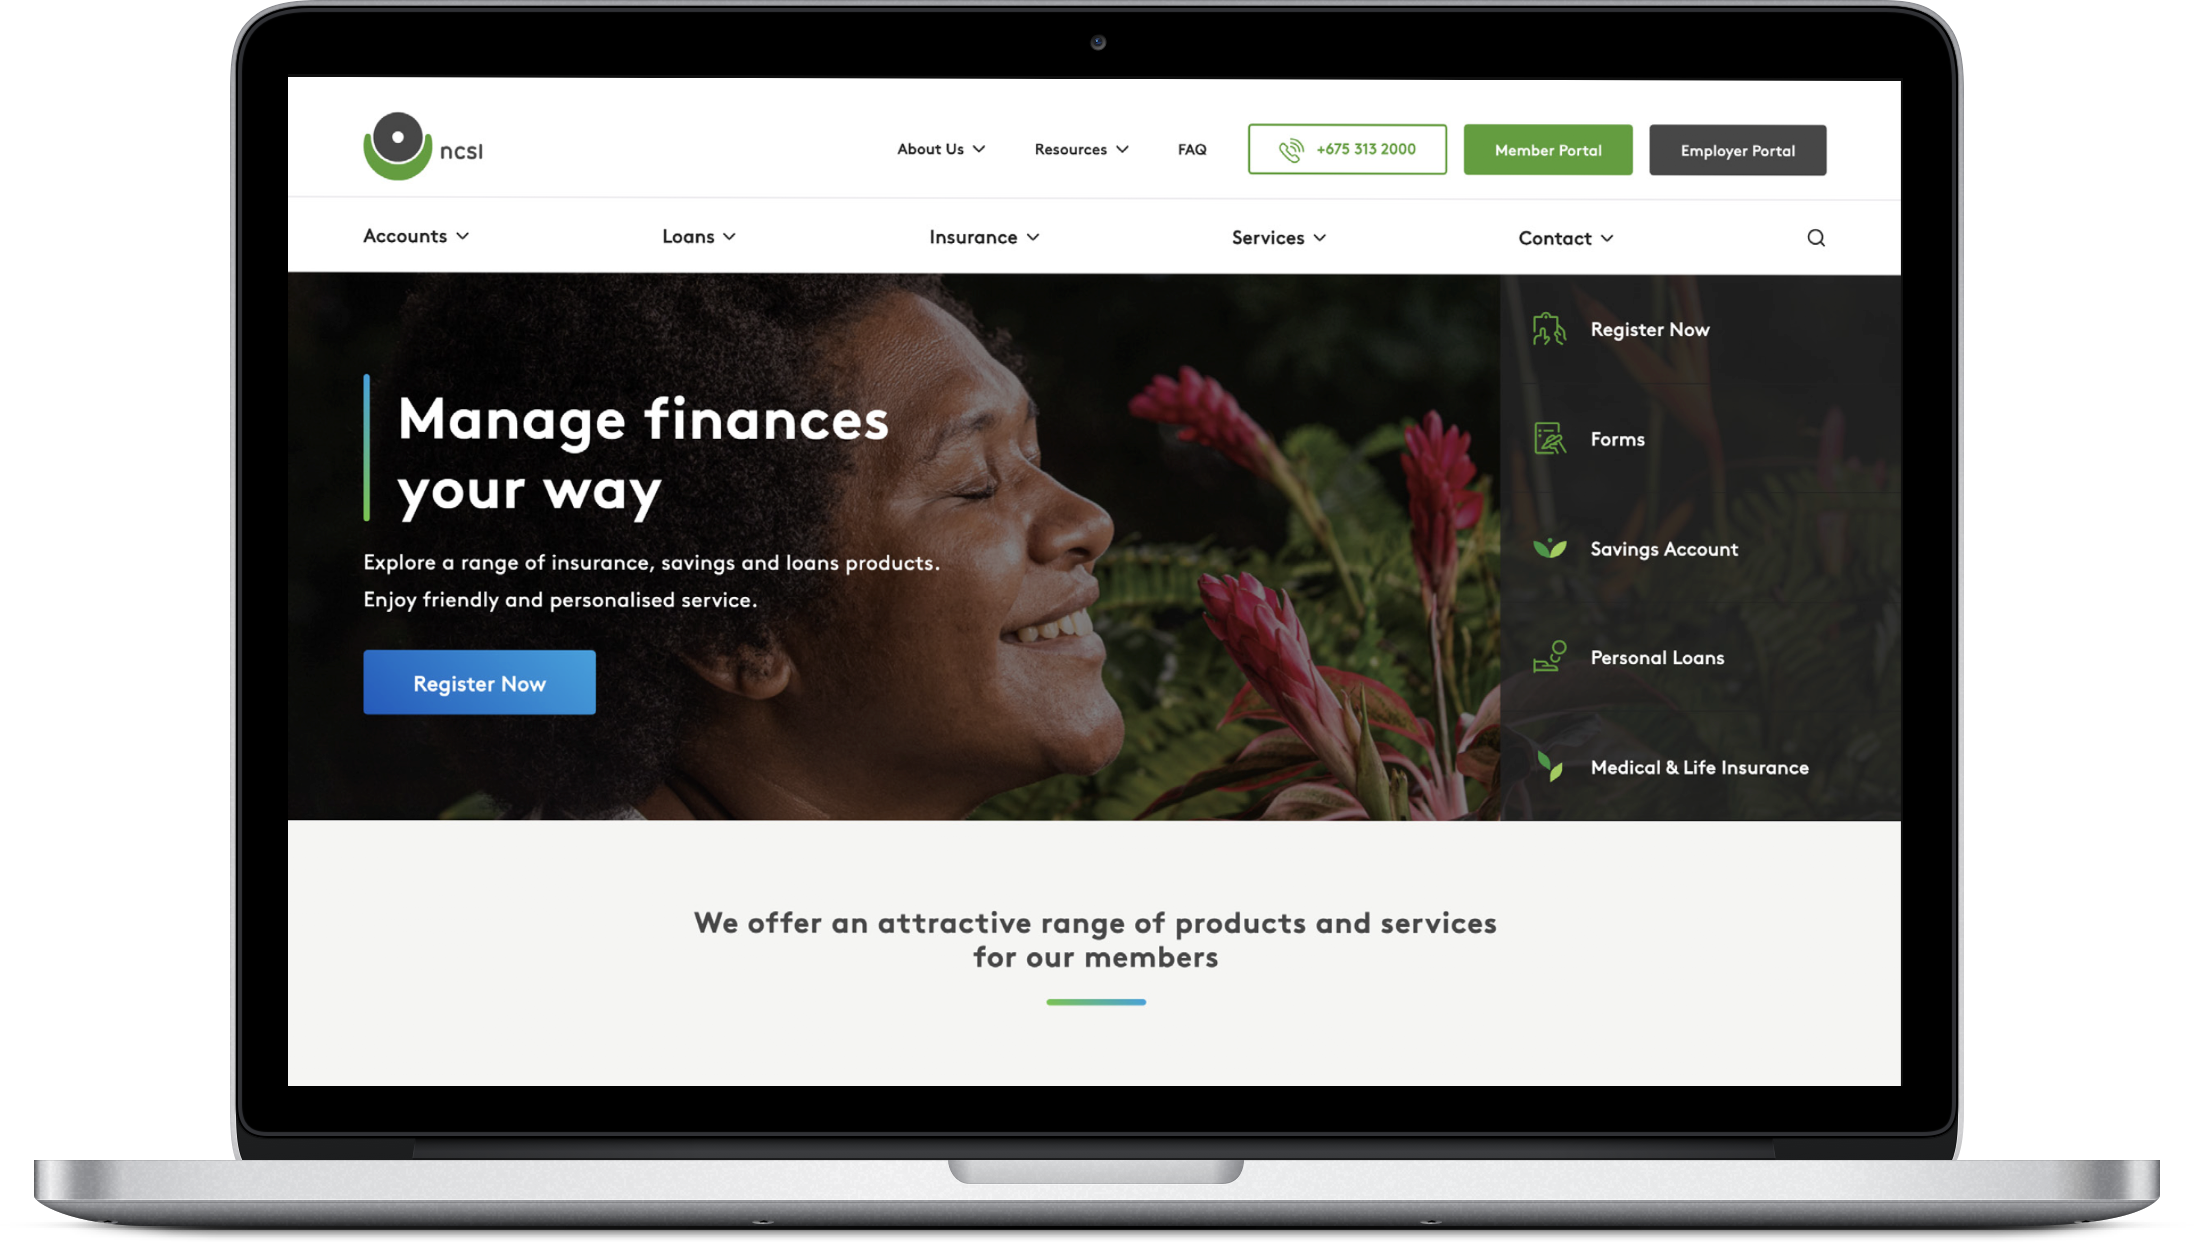 ncsl
About Us
Resources
FAQ
+675 313 2000
Member Portal
Employer Portal
Accounts
Loans
Insurance
Services
Contact
Manage finances
your way
Explore a range of insurance, savings and loans products.
Enjoy friendly and personalised service.
Register Now
Register Now
Forms
Savings Account
Personal Loans
Medical & Life Insurance
We offer an attractive range of products and services
for our members